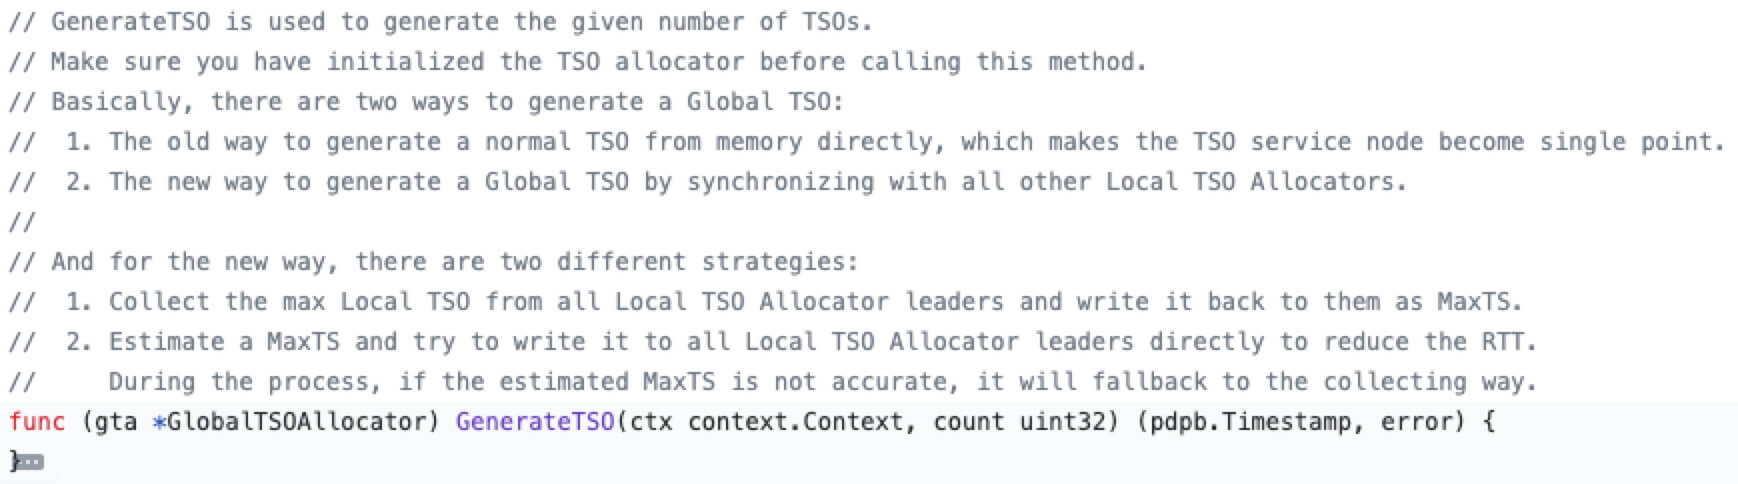 // GenerateTSO is used to generate the given number of TSOs.
// Make sure you have initialized the TSO allocator before calling this method.
// Basically, there are two ways to generate a Global TSO:
//  1. The old way to generate a normal TSO from memory directly, which makes the TSO service node become single point.
//  2. The new way to generate a Global TSO by synchronizing with all other Local TSO Allocators.
//
// And for the new way, there are two different strategies:
//  1. Collect the max Local TSO from all Local TSO Allocator leaders and write it back to them as MaxTS.
//  2. Estimate a MaxTS and try to write it to all Local TSO Allocator leaders directly to reduce the RTT.
//     During the process, if the estimated MaxTS is not accurate, it will fallback to the collecting way.
func (gta *GlobalTSOAllocator) GenerateTSO(ctx context.Context, count uint32) (pdpb.Timestamp, error) {
}...